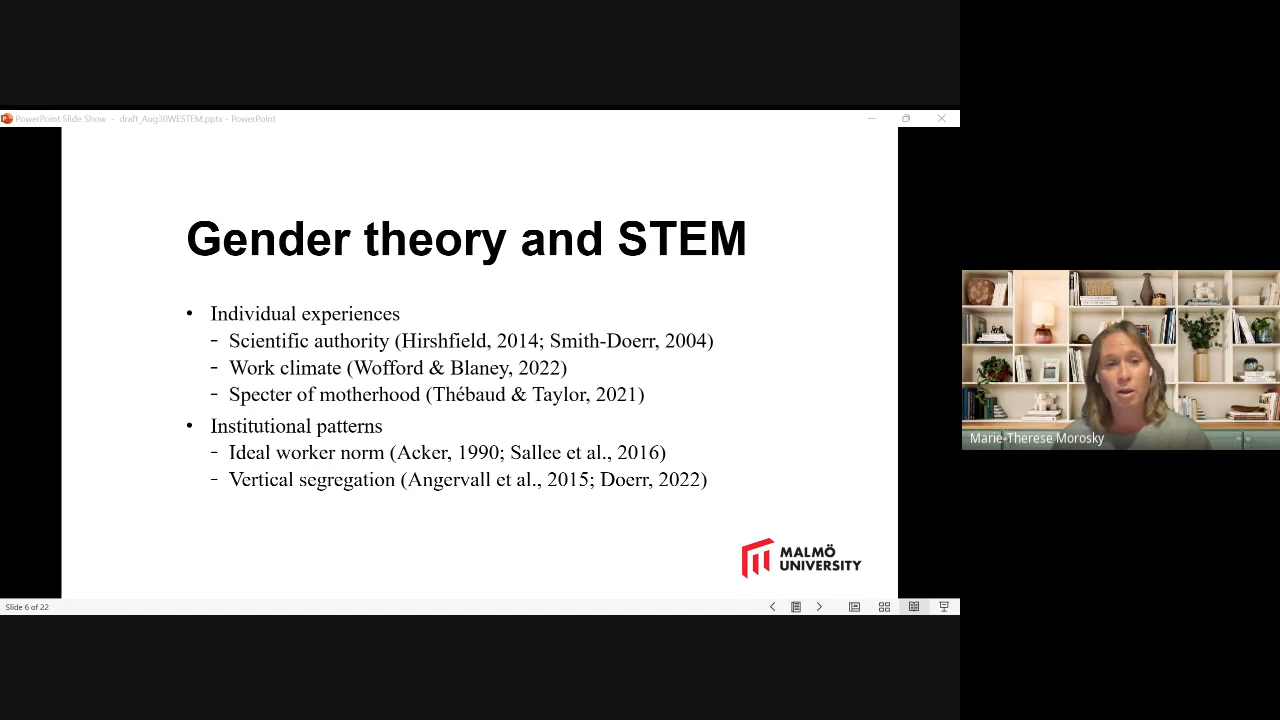 PowerPoint Slide Show - draft_Aug30WESTEM.pptx - PowerPoint
Gender theory and STEM
• Individual experiences
- Scientific authority (Hirshfield, 2014; Smith-Doerr, 2004)
- Work climate (Wofford & Blaney, 2022)
- Specter of motherhood (Thébaud & Taylor, 2021)
• Institutional patterns
- Ideal worker norm (Acker, 1990; Sallee et al., 2016)
- Vertical segregation (Angervall et al., 2015; Doerr, 2022)
MALMÖ
UNIVERSITY
Slide 6 of 22
Marie-Therese Morosky